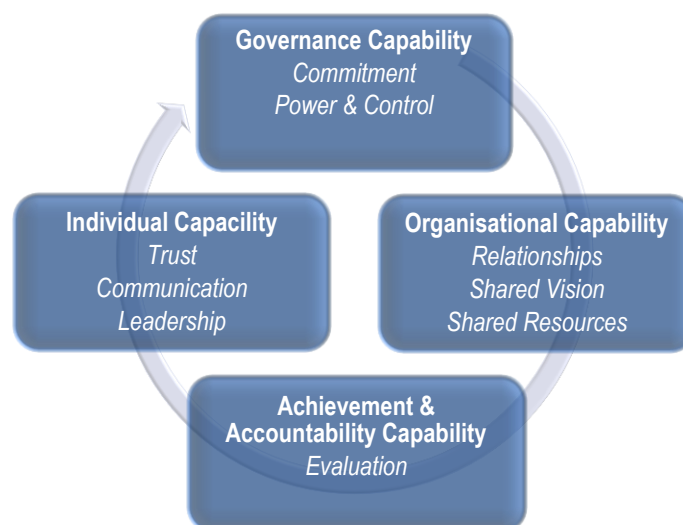 Governance Capability
Commitment
Power & Control
Individual Capacility
Trust
Communication
Leadership
Organisational Capability
Relationships
Shared Vision
Shared Resources
Achievement &
Accountability Capability
Evaluation